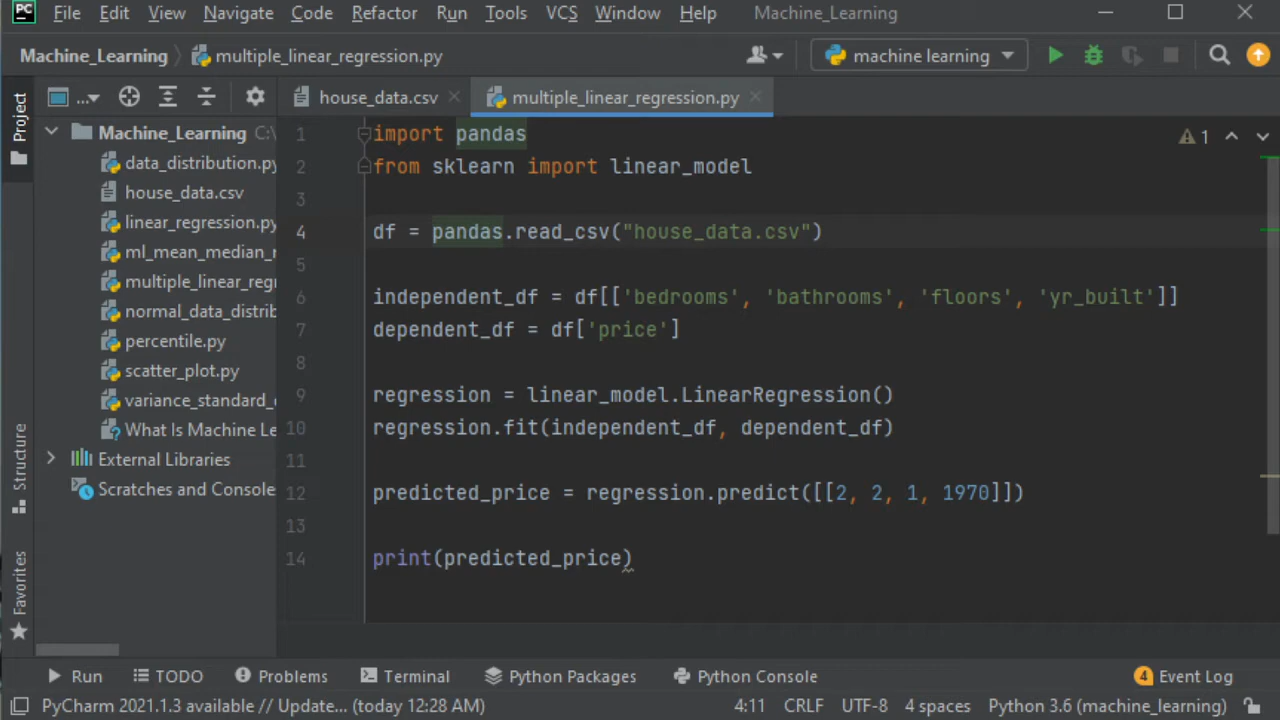 PC File Edit View Navigate Code Refactor Run Tools VCS Window Help Machine_Learning
Machine_Learning multiple_linear_regression.py machine learning
Project
... house_data.csv multiple_linear_regression.py
Machine_Learning C:\
data_distribution.py
house_data.csv
linear_regression.py
ml_mean_median_
multiple_linear_reg
normal_data_distrib
percentile.py
scatter_plot.py
variance_standard_
What Is Machine Le
External Libraries
Scratches and Console
Structure
Favorites
1 import pandas
2 from sklearn import linear_model
3
4 df = pandas.read_csv("house_data.csv")
5
6 independent_df = df[['bedrooms', 'bathrooms', 'floors', 'yr_built']]
7 dependent_df = df['price']
8
9 regression = linear_model.LinearRegression()
10 regression.fit(independent_df, dependent_df)
11
12 predicted_price = regression.predict([[2, 2, 1, 1970]])
13
14 print(predicted_price)
1
Run TODO Problems Terminal Python Packages Python Console 4 Event Log
PyCharm 2021.1.3 available // Update... (today 12:28 AM) 4:11 CRLF UTF-8 4 spaces Python 3.6 (machine_learning)